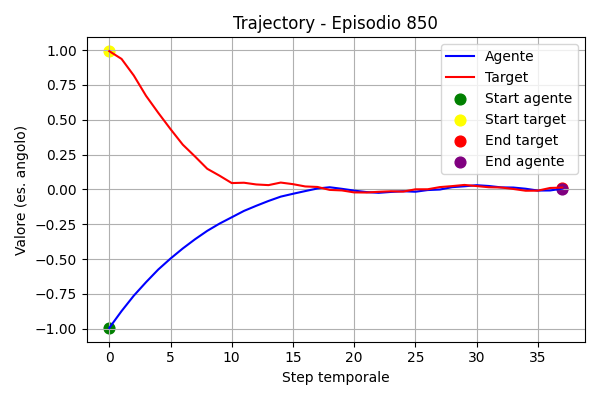 Trajectory - Episodio 850
Valore (es. angolo)
1.00
0.75
0.50
0.25
0.00
−0.25
−0.50
−0.75
−1.00
Agente
Target
Start agente
Start target
End target
End agente
0 5 10 15 20 25 30 35
Step temporale